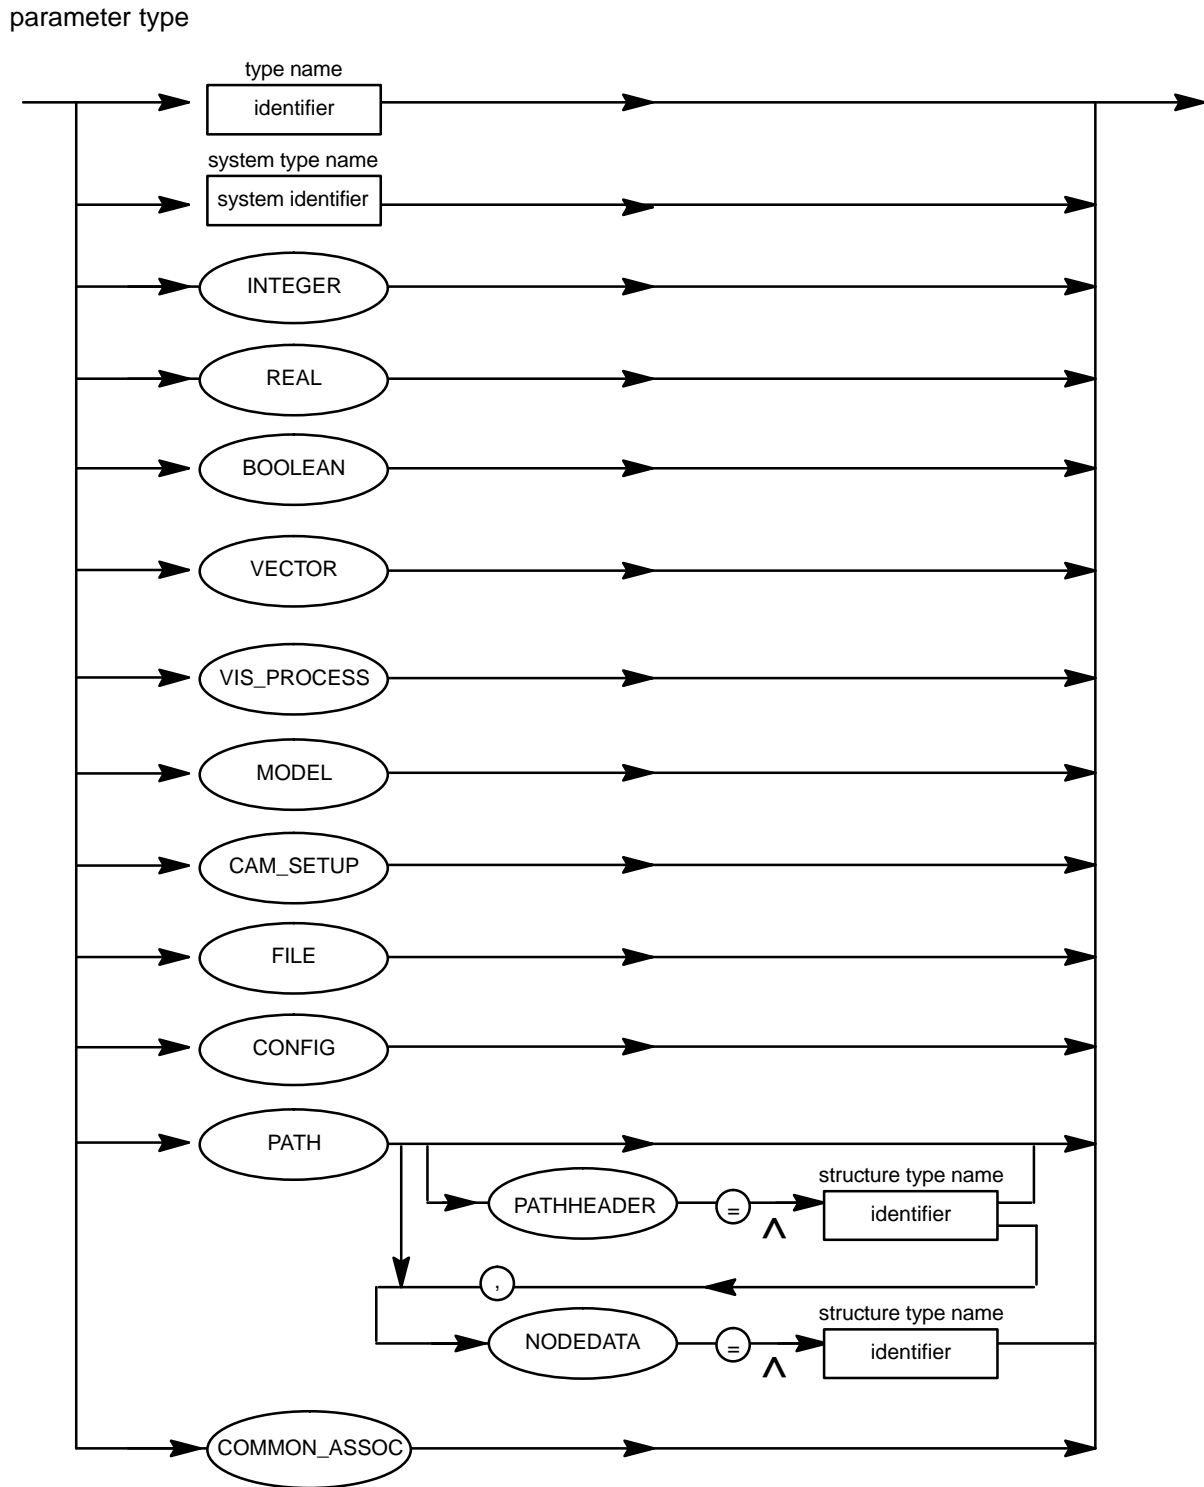 parameter type
type name
identifier
system type name
system identifier
INTEGER
REAL
BOOLEAN
VECTOR
VIS_PROCESS
MODEL
CAM_SETUP
FILE
CONFIG
PATH
structure type name
PATHHEADER = ^ identifier
,
structure type name
NODEDATA = ^ identifier
COMMON_ASSOC